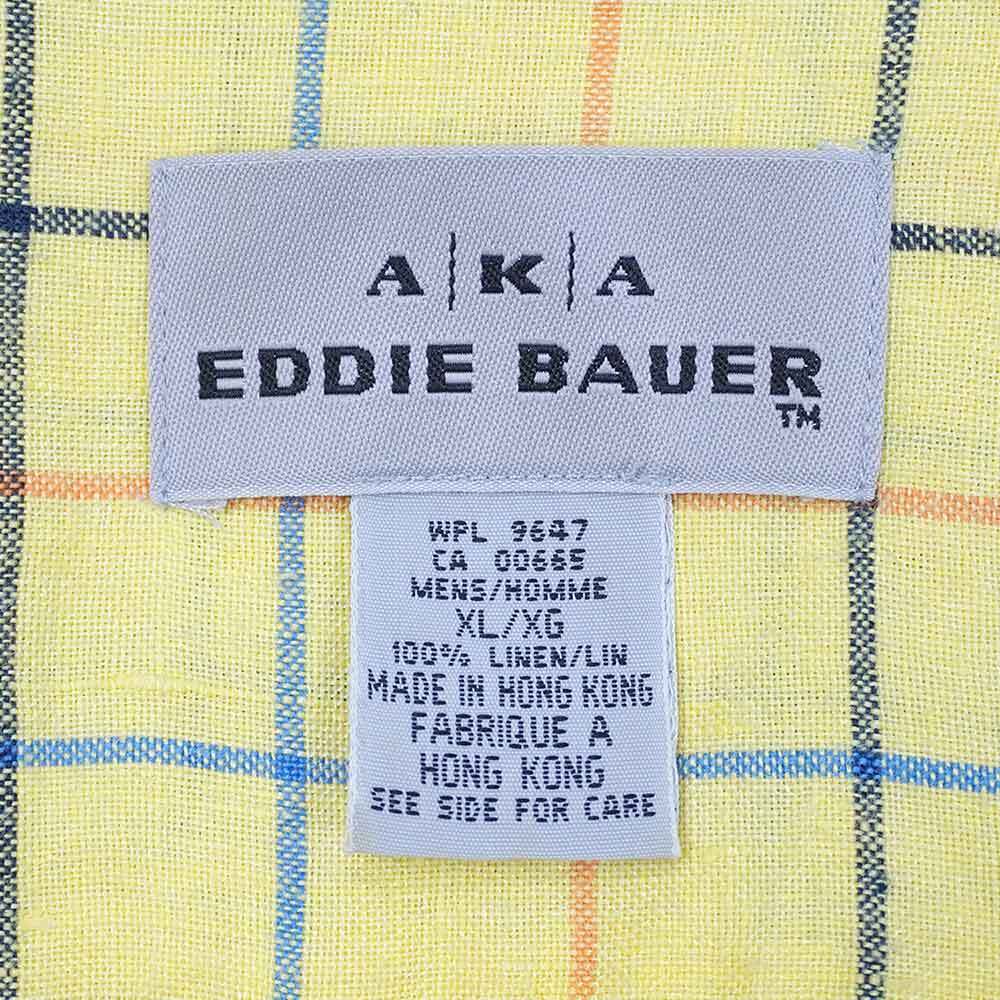 A|K|A
EDDIE BAUER
TM
WPL 9647
CA 00665
MENS/HOMME
XL/XG
100% LINEN/LIN
MADE IN HONG KONG
FABRIQUE A
HONG KONG
SEE SIDE FOR CARE